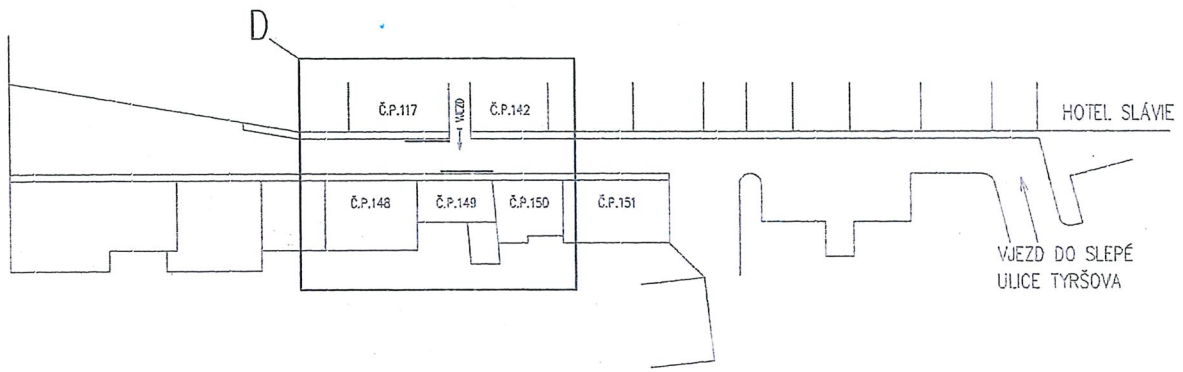 D
Č.P.117
VJEZD
Č.P.142
HOTEL SLÁVIE
Č.P.148
Č.P.149
Č.P.150
Č.P.151
VJEZD DO SLEPÉ
ULICE TYRŠOVA